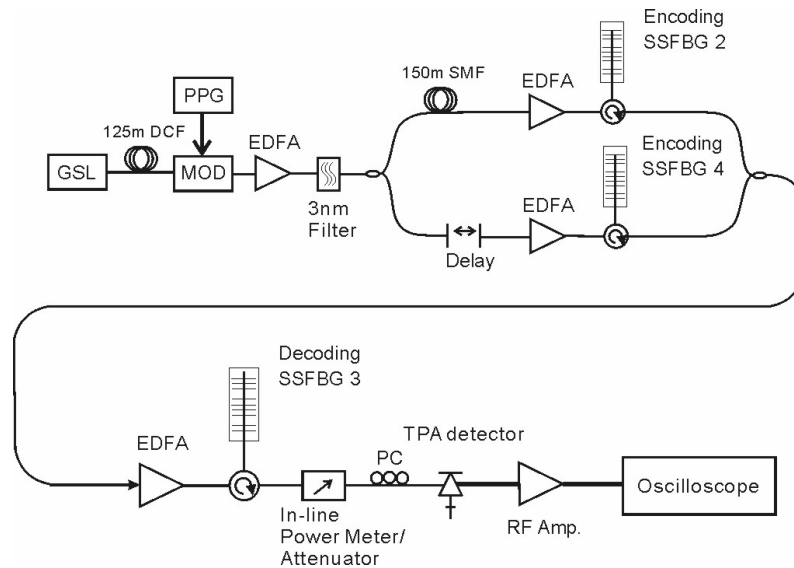 Encoding
SSFBG 2
150m SMF
EDFA
PPG
125m DCF
EDFA
GSL
MOD
3nm
Filter
Encoding
SSFBG 4
EDFA
Delay
Decoding
SSFBG 3
EDFA
TPA detector
PC
In-line
Power Meter/
Attenuator
RF Amp.
Oscilloscope